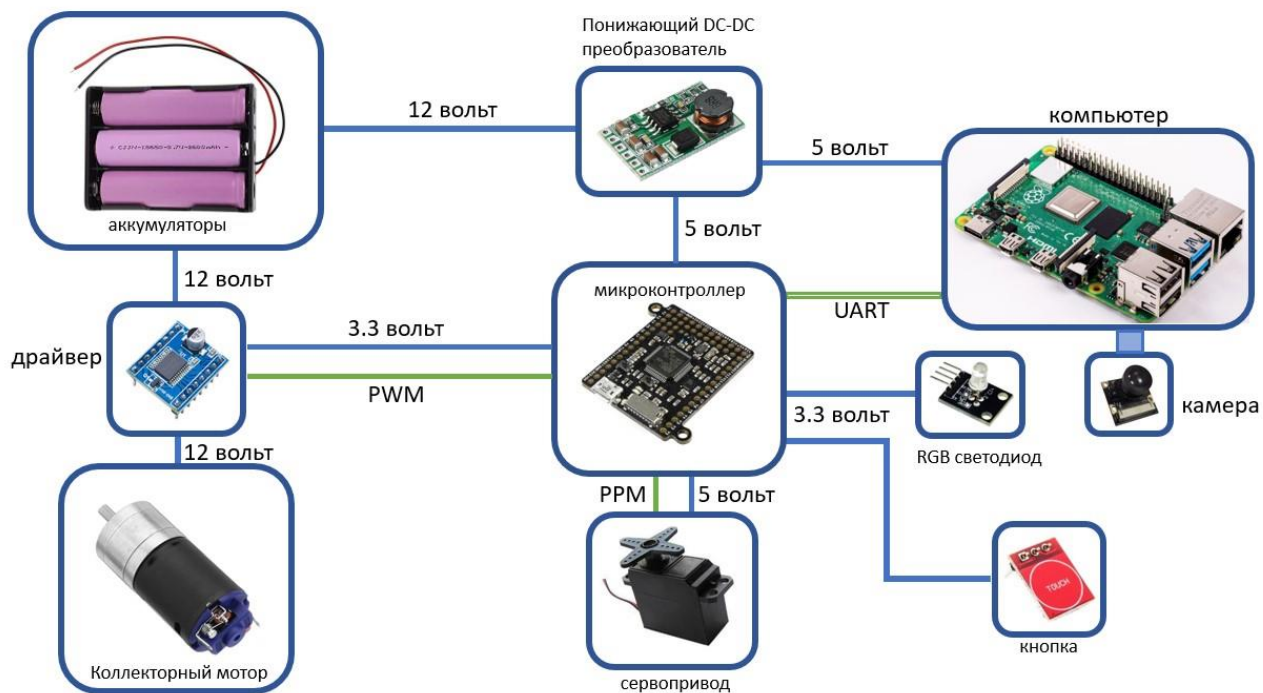 Понижающий DC-DC
преобразователь
12 вольт
компьютер
5 вольт
аккумуляторы
5 вольт
12 вольт
микроконтроллер
UART
драйвер
3.3 вольт
PWM
3.3 вольт
камера
12 вольт
RGB светодиод
PPM
5 вольт
TOUCH
кнопка
Коллекторный мотор
сервопривод